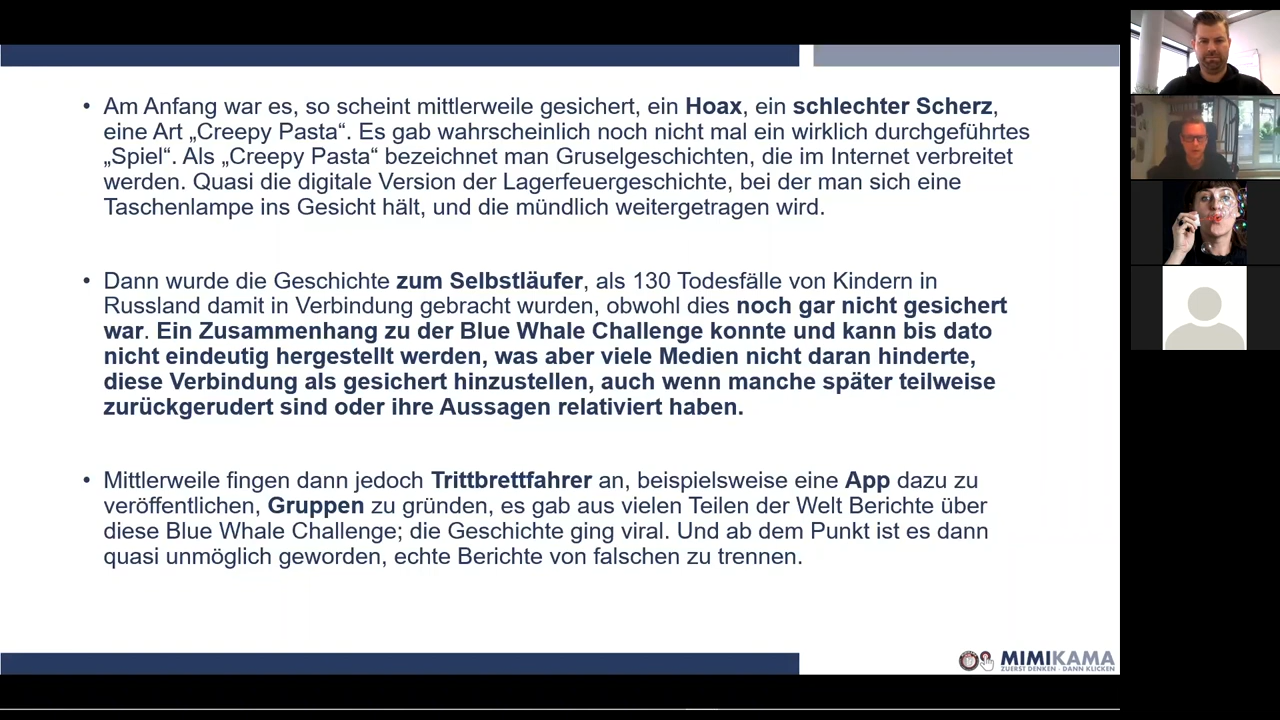 • Am Anfang war es, so scheint mittlerweile gesichert, ein Hoax, ein schlechter Scherz,
eine Art „Creepy Pasta“. Es gab wahrscheinlich noch nicht mal ein wirklich durchgeführtes
„Spiel“. Als „Creepy Pasta“ bezeichnet man Gruselgeschichten, die im Internet verbreitet
werden. Quasi die digitale Version der Lagerfeuergeschichte, bei der man sich eine
Taschenlampe ins Gesicht hält, und die mündlich weitergetragen wird.
• Dann wurde die Geschichte zum Selbstläufer, als 130 Todesfälle von Kindern in
Russland damit in Verbindung gebracht wurden, obwohl dies noch gar nicht gesichert
war. Ein Zusammenhang zu der Blue Whale Challenge konnte und kann bis dato
nicht eindeutig hergestellt werden, was aber viele Medien nicht daran hinderte,
diese Verbindung als gesichert hinzustellen, auch wenn manche später teilweise
zurückgerudert sind oder ihre Aussagen relativiert haben.
• Mittlerweile fingen dann jedoch Trittbrettfahrer an, beispielsweise eine App dazu zu
veröffentlichen, Gruppen zu gründen, es gab aus vielen Teilen der Welt Berichte über
diese Blue Whale Challenge; die Geschichte ging viral. Und ab dem Punkt ist es dann
quasi unmöglich geworden, echte Berichte von falschen zu trennen.
MIMIKAMA
ZUERST DENKEN - DANN KLICKEN